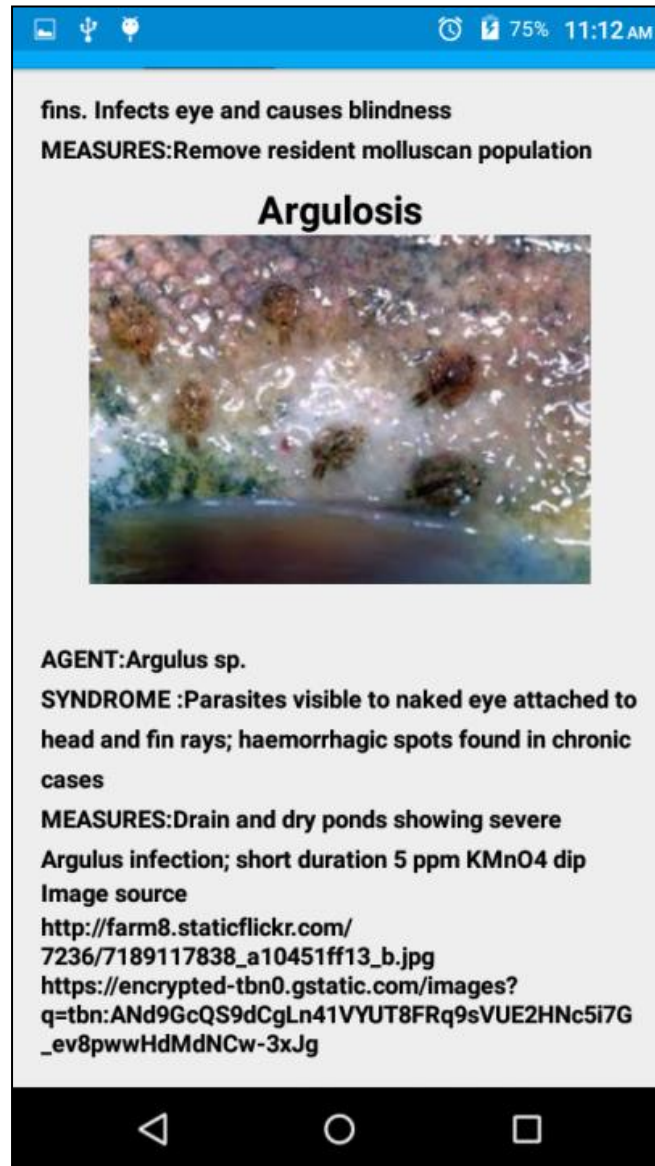 75% 11:12 AM
fins. Infects eye and causes blindness
MEASURES:Remove resident molluscan population
Argulosis
AGENT:Argulus sp.
SYNDROME :Parasites visible to naked eye attached to
head and fin rays; haemorrhagic spots found in chronic
cases
MEASURES:Drain and dry ponds showing severe
Argulus infection; short duration 5 ppm KMnO4 dip
Image source
http://farm8.staticflickr.com/
7236/7189117838_a10451ff13_b.jpg
https://encrypted-tbn0.gstatic.com/images?
q=tbn:ANd9GcQS9dCgLn41VYUT8FRq9sVUE2HNc5i7G
_ev8pwwHdMdNCw-3xJg